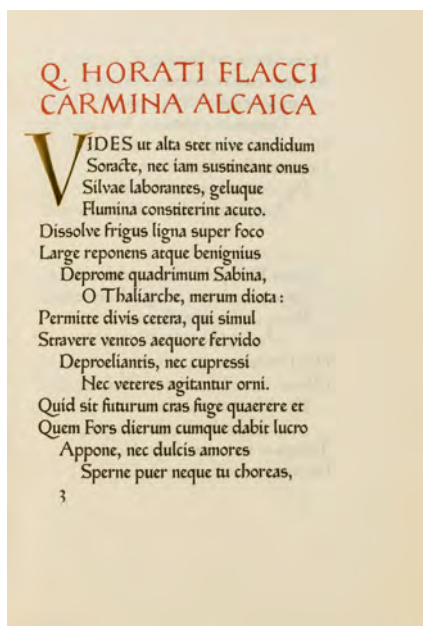 Q. HORATI FLACCI
CARMINA ALCAICA
VIDES ut alta stet nive candidum
Soracte, nec iam sustineant onus
Silvae laborantes, geluque
Flumina constiterint acuto.
Dissolve frigus ligna super foco
Large reponens atque benignius
Deprome quadrimum Sabina,
O Thaliarche, merum diota :
Permitte divis cetera, qui simul
Stravere ventos aequore fervido
Deproeliantis, nec cupressi
Nec veteres agitantur orni.
Quid sit futurum cras fuge quaerere et
Quem Fors dierum cumque dabit lucro
Appone, nec dulcis amores
Sperne puer neque tu choreas,
3